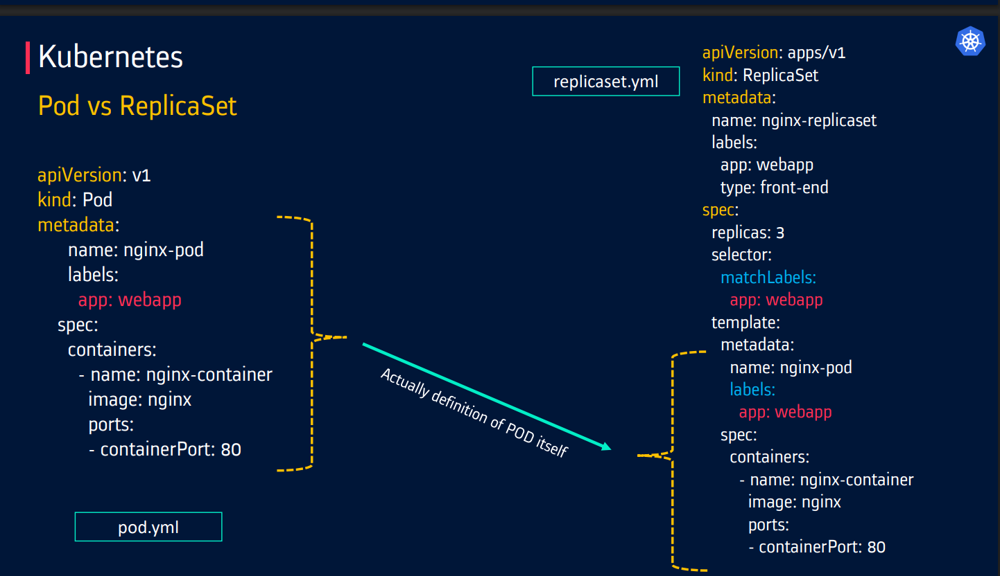 Kubernetes
Pod vs ReplicaSet
apiVersion: v1
kind: Pod
metadata:
name: nginx-pod
labels:
app: webapp
spec:
containers:
- name: nginx-container
image: nginx
ports:
- containerPort: 80
pod.yml
Actually definition of POD itself
replicaset.yml
apiVersion: apps/v1
kind: ReplicaSet
metadata:
name: nginx-replicaset
labels:
app: webapp
type: front-end
spec:
replicas: 3
selector:
matchLabels:
app: webapp
template:
metadata:
name: nginx-pod
labels:
app: webapp
spec:
containers:
- name: nginx-container
image: nginx
ports:
- containerPort: 80